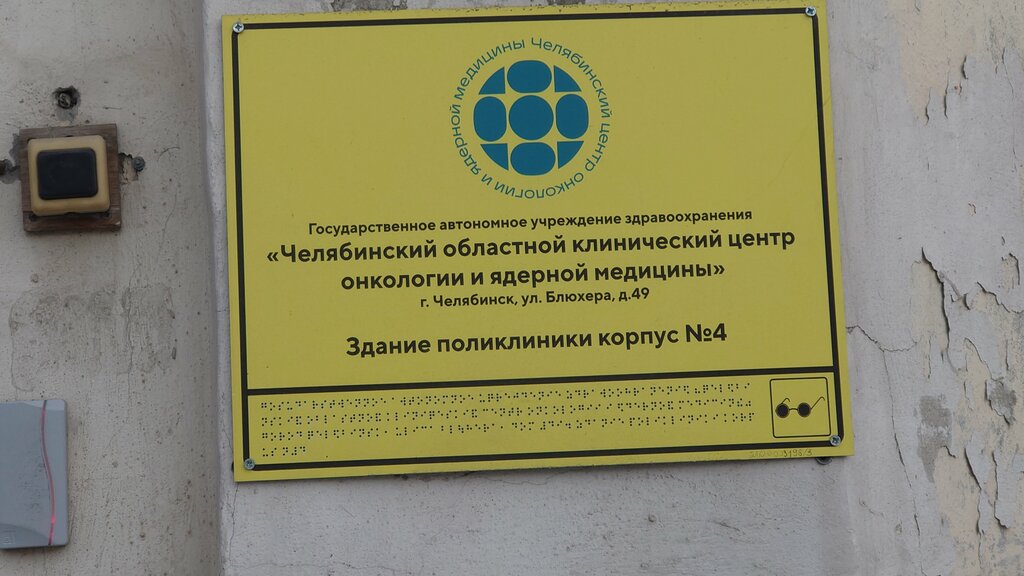 Челябинский центр онкологии и ядерной медицины
Государственное автономное учреждение здравоохранения
«Челябинский областной клинический центр
онкологии и ядерной медицины»
г. Челябинск, ул. Блюхера, д.49
Здание поликлиники корпус №4